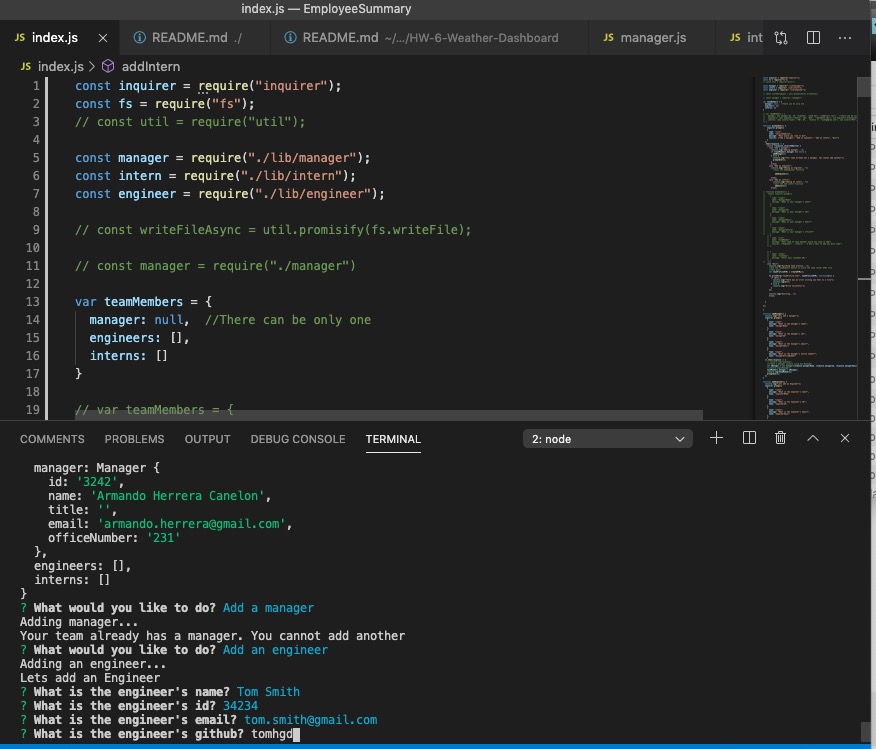 index.js — EmployeeSummary
JS index.js × README.md ./ README.md ~/.../HW-6-Weather-Dashboard JS manager.js JS int
JS index.js > addIntern
1 const inquirer = require("inquirer");
2 const fs = require("fs");
3 // const util = require("util");
4
5 const manager = require("./lib/manager");
6 const intern = require("./lib/intern");
7 const engineer = require("./lib/engineer");
8
9 // const writeFileAsync = util.promisify(fs.writeFile);
10
11 // const manager = require("./manager")
12
13 var teamMembers = {
14 manager: null, //There can be only one
15 engineers: [],
16 interns: []
17 }
18
19 // var teamMembers = {
COMMENTS PROBLEMS OUTPUT DEBUG CONSOLE TERMINAL 2: node
manager: Manager {
id: '3242',
name: 'Armando Herrera Canelon',
title: '',
email: 'armando.herrera@gmail.com',
officeNumber: '231'
},
engineers: [],
interns: []
}
? What would you like to do? Add a manager
Adding manager...
Your team already has a manager. You cannot add another
? What would you like to do? Add an engineer
Adding an engineer...
Lets add an Engineer
? What is the engineer's name? Tom Smith
? What is the engineer's id? 34234
? What is the engineer's email? tom.smith@gmail.com
? What is the engineer's github? tomhgd